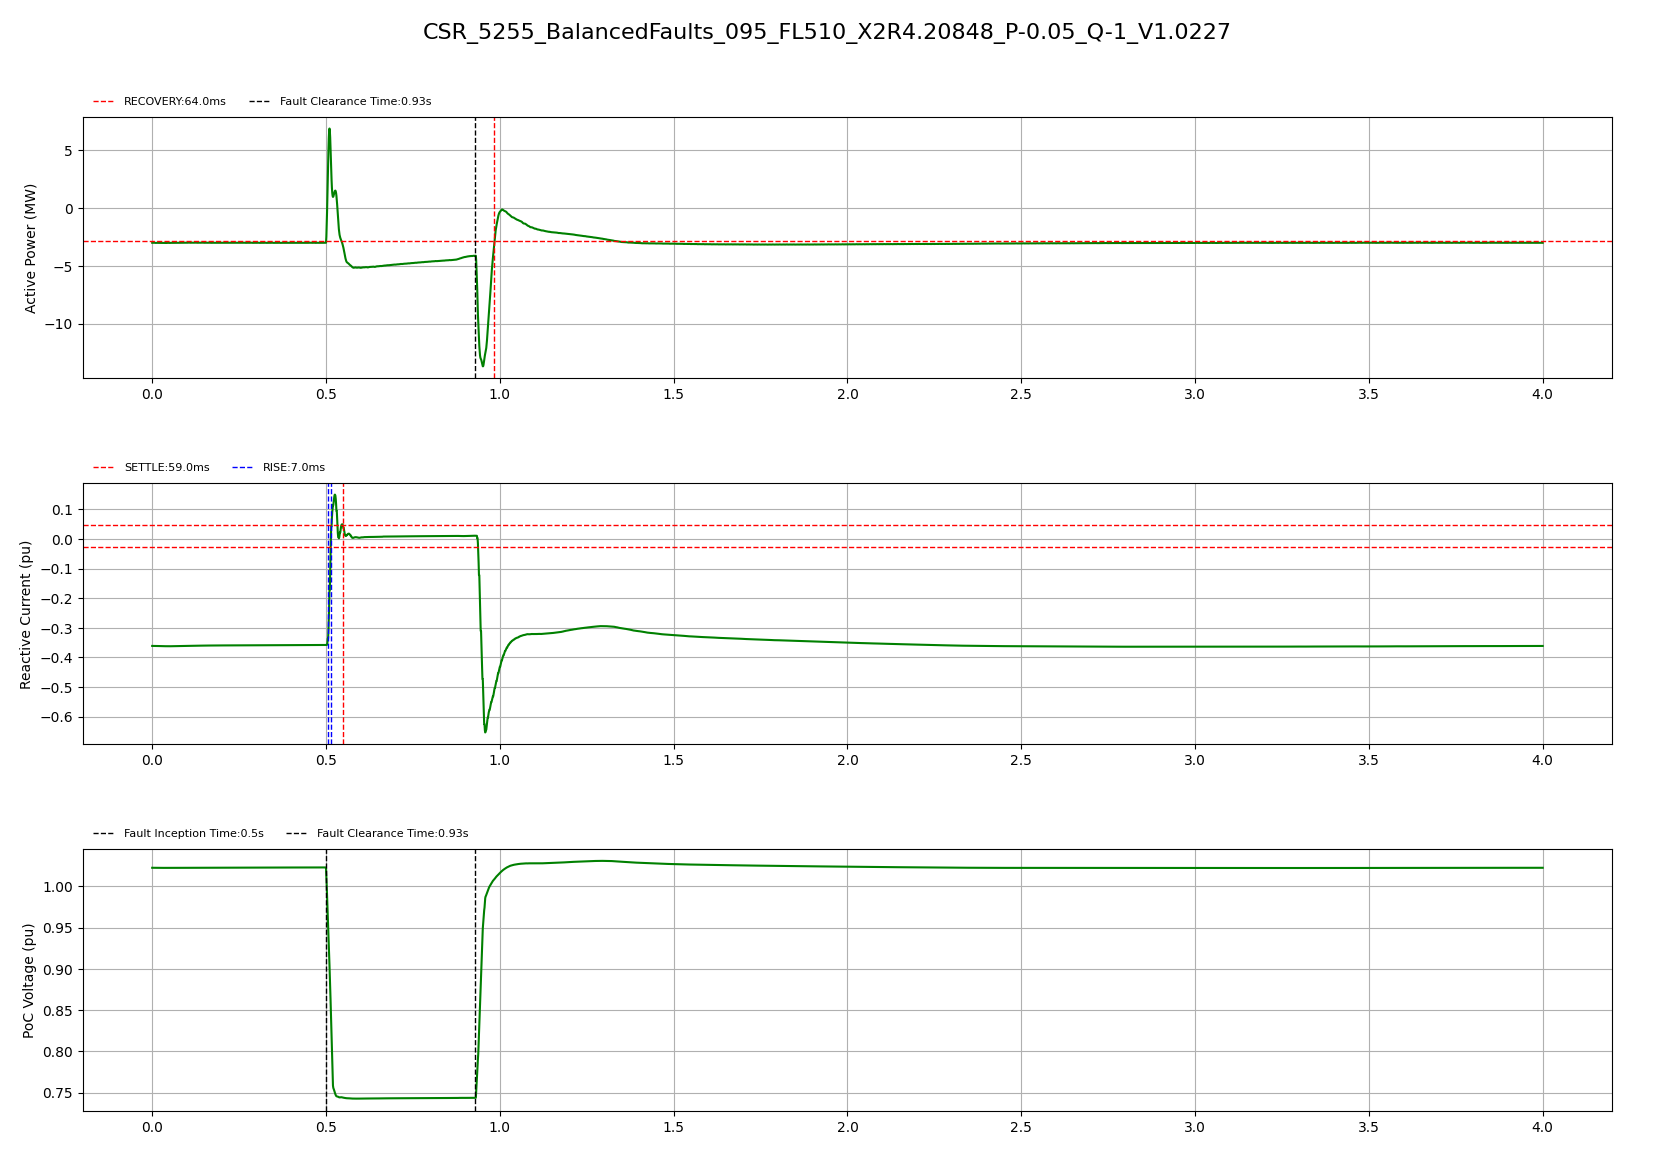 CSR_5255_BalancedFaults_095_FL510_X2R4.20848_P-0.05_Q-1_V1.0227
RECOVERY:64.0ms Fault Clearance Time:0.93s
Active Power (MW)
5
0
−5
−10
0.0 0.5 1.0 1.5 2.0 2.5 3.0 3.5 4.0
SETTLE:59.0ms RISE:7.0ms
Reactive Current (pu)
0.1
0.0
−0.1
−0.2
−0.3
−0.4
−0.5
−0.6
0.0 0.5 1.0 1.5 2.0 2.5 3.0 3.5 4.0
Fault Inception Time:0.5s Fault Clearance Time:0.93s
PoC Voltage (pu)
1.00
0.95
0.90
0.85
0.80
0.75
0.0 0.5 1.0 1.5 2.0 2.5 3.0 3.5 4.0